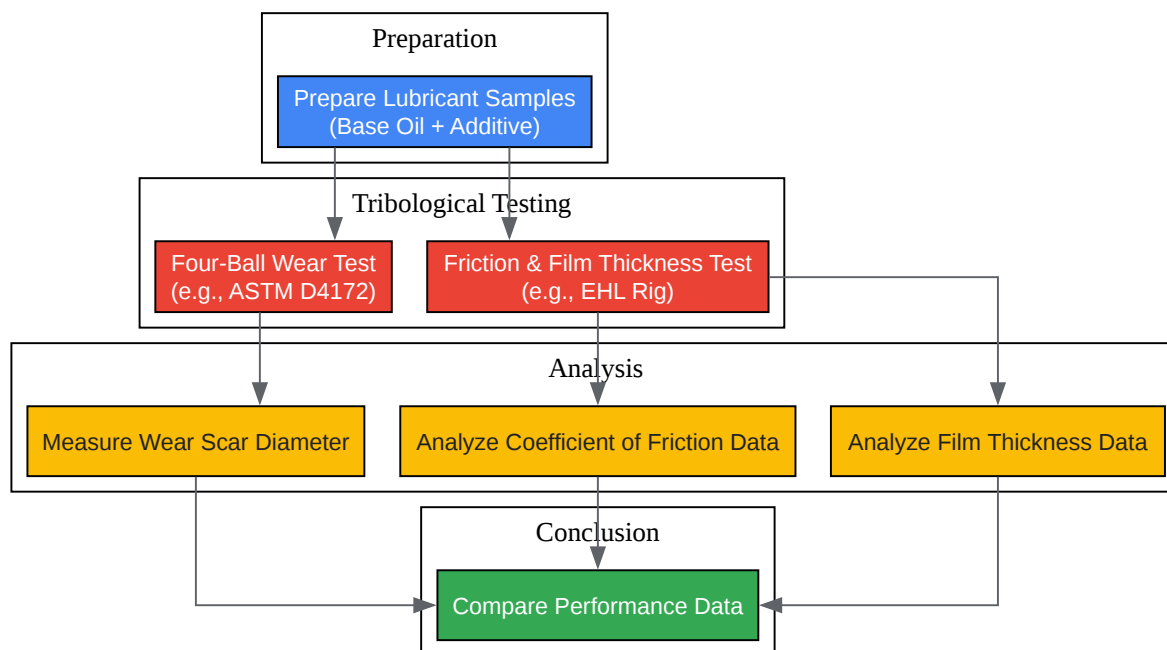 Preparation
Prepare Lubricant Samples
(Base Oil + Additive)
Tribological Testing
Four-Ball Wear Test
(e.g., ASTM D4172)
Friction & Film Thickness Test
(e.g., EHL Rig)
Analysis
Measure Wear Scar Diameter
Analyze Coefficient of Friction Data
Analyze Film Thickness Data
Conclusion
Compare Performance Data